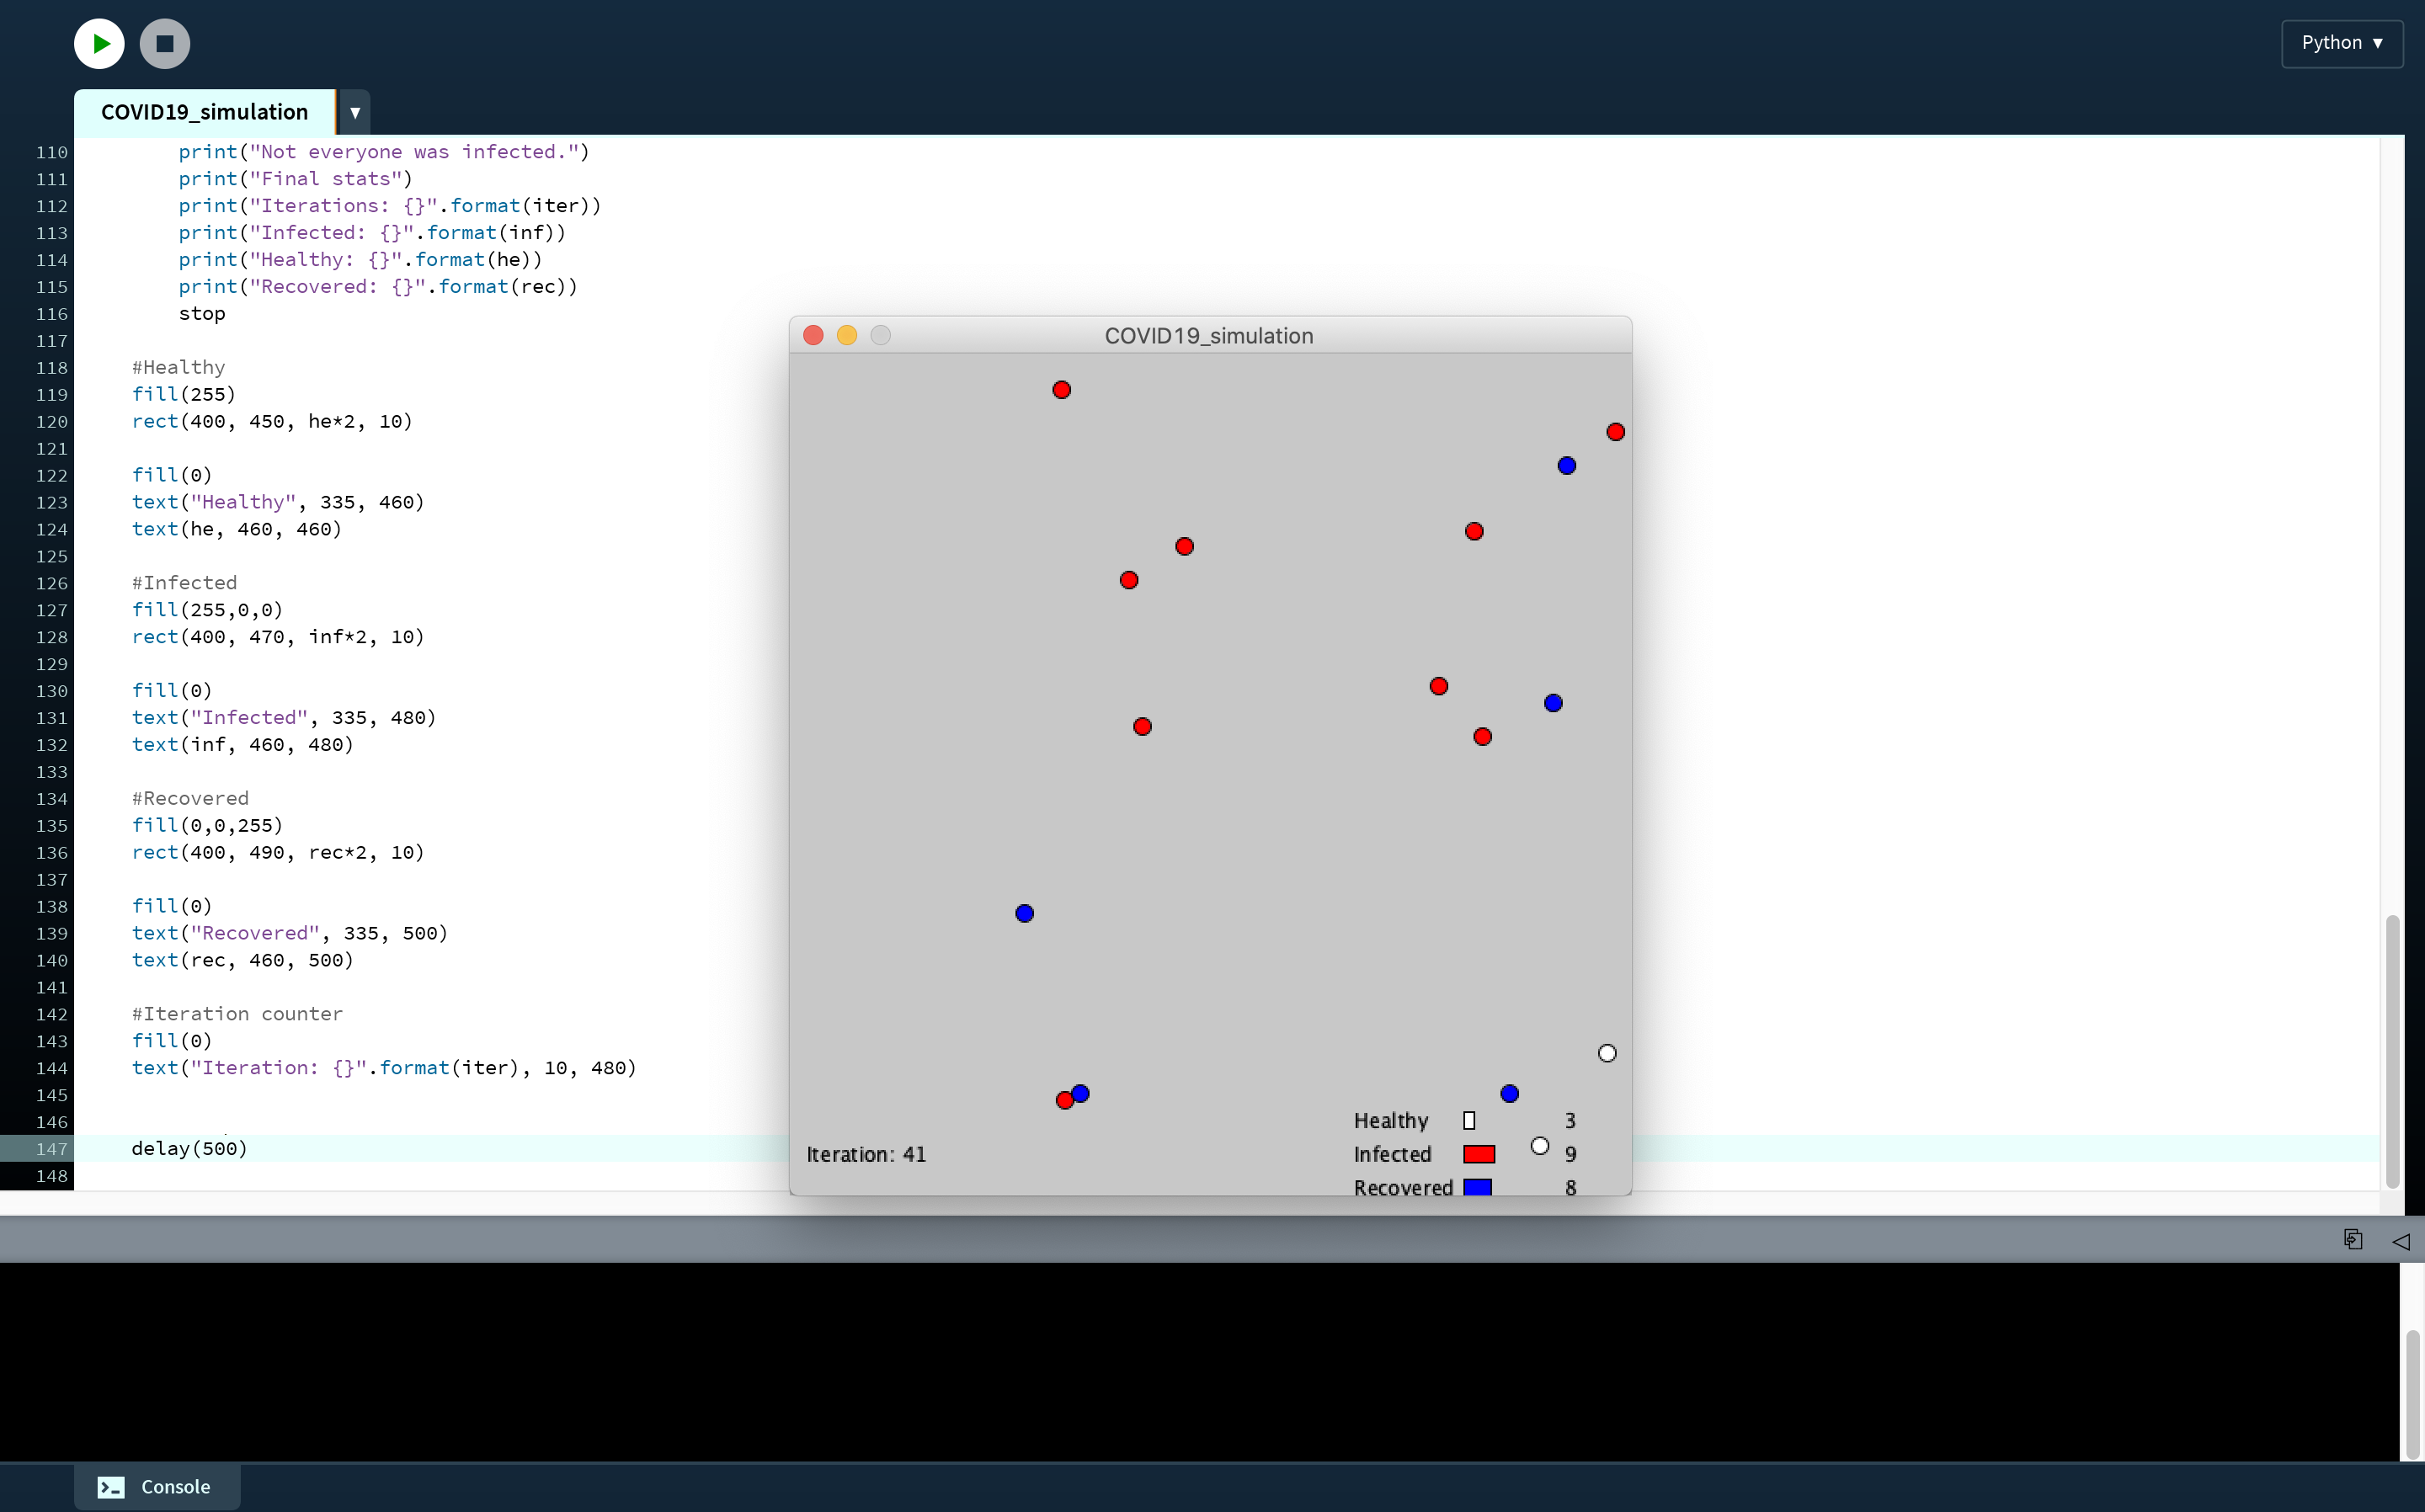 Python ▼
COVID19_simulation ▼
110 print("Not everyone was infected.")
111 print("Final stats")
112 print("Iterations: {}".format(iter))
113 print("Infected: {}".format(inf))
114 print("Healthy: {}".format(he))
115 print("Recovered: {}".format(rec))
116 stop
117
118 #Healthy
119 fill(255)
120 rect(400, 450, he*2, 10)
121
122 fill(0)
123 text("Healthy", 335, 460)
124 text(he, 460, 460)
125
126 #Infected
127 fill(255,0,0)
128 rect(400, 470, inf*2, 10)
129
130 fill(0)
131 text("Infected", 335, 480)
132 text(inf, 460, 480)
133
134 #Recovered
135 fill(0,0,255)
136 rect(400, 490, rec*2, 10)
137
138 fill(0)
139 text("Recovered", 335, 500)
140 text(rec, 460, 500)
141
142 #Iteration counter
143 fill(0)
144 text("Iteration: {}".format(iter), 10, 480)
145
146
147 delay(500)
148
COVID19_simulation
Healthy 3
Iteration: 41
Infected 9
Recovered 8
Console